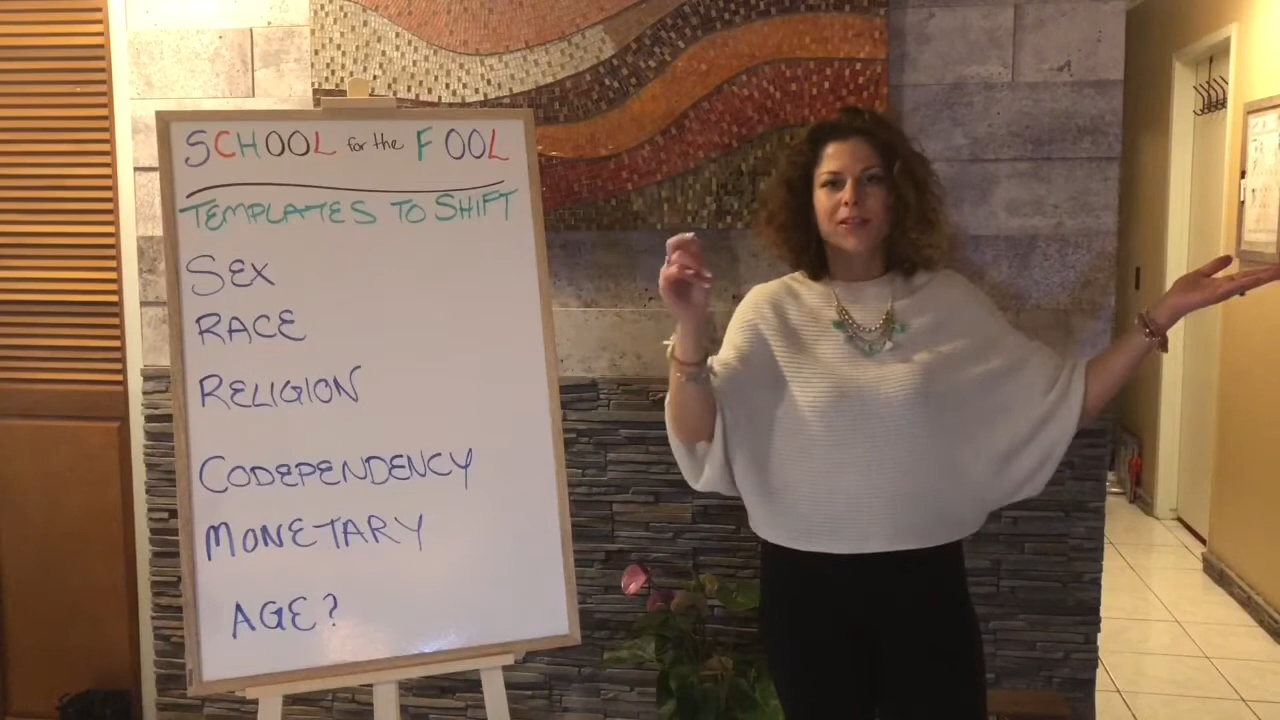 SCHOOL for the FOOL
TEMPLATES TO SHIFT
SEX
RACE
RELIGION
CODEPENDENCY
MONETARY
AGE?